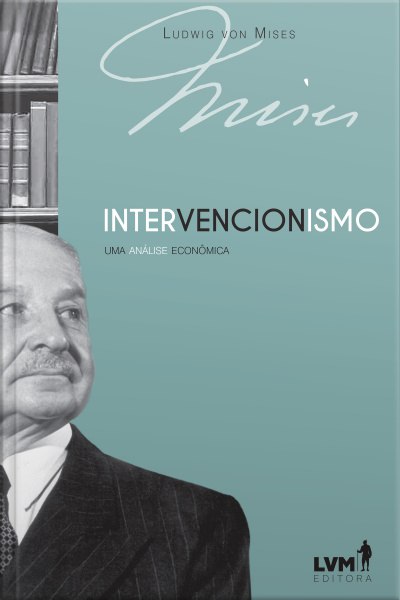 LUDWIG VON MISES
Mises
INTERVENCIONISMO
UMA ANÁLISE ECONÔMICA
LVM
EDITORA